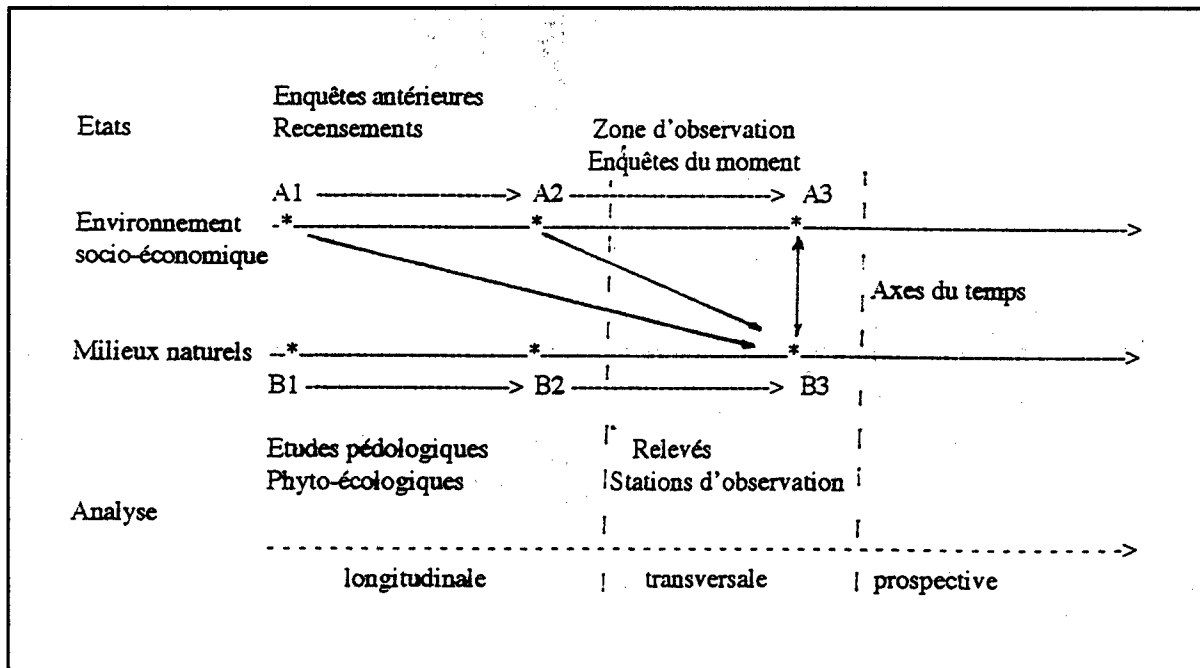 Enquêtes antérieures
Etats Recensements Zone d'observation
Enquêtes du moment
A1 A2 A3
Environnement
socio-économique
Axes du temps
Milieux naturels
B1 B2 B3
Etudes pédologiques Relevés
Phyto-écologiques Stations d'observation
Analyse
longitudinale transversale prospective